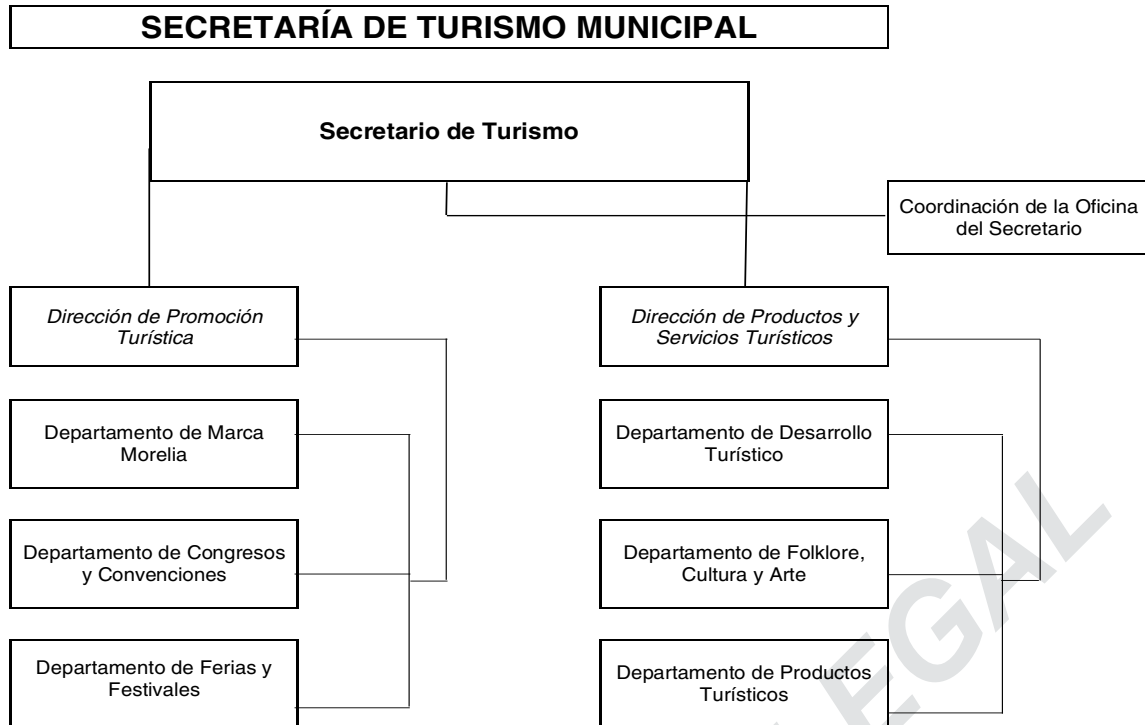 SECRETARÍA DE TURISMO MUNICIPAL
Secretario de Turismo
Coordinación de la Oficina
del Secretario
Dirección de Promoción
Turística
Departamento de Marca
Morelia
Departamento de Congresos
y Convenciones
Departamento de Ferias y
Festivales
Dirección de Productos y
Servicios Turísticos
Departamento de Desarrollo
Turístico
Departamento de Folklore,
Cultura y Arte
Departamento de Productos
Turísticos
EGAL